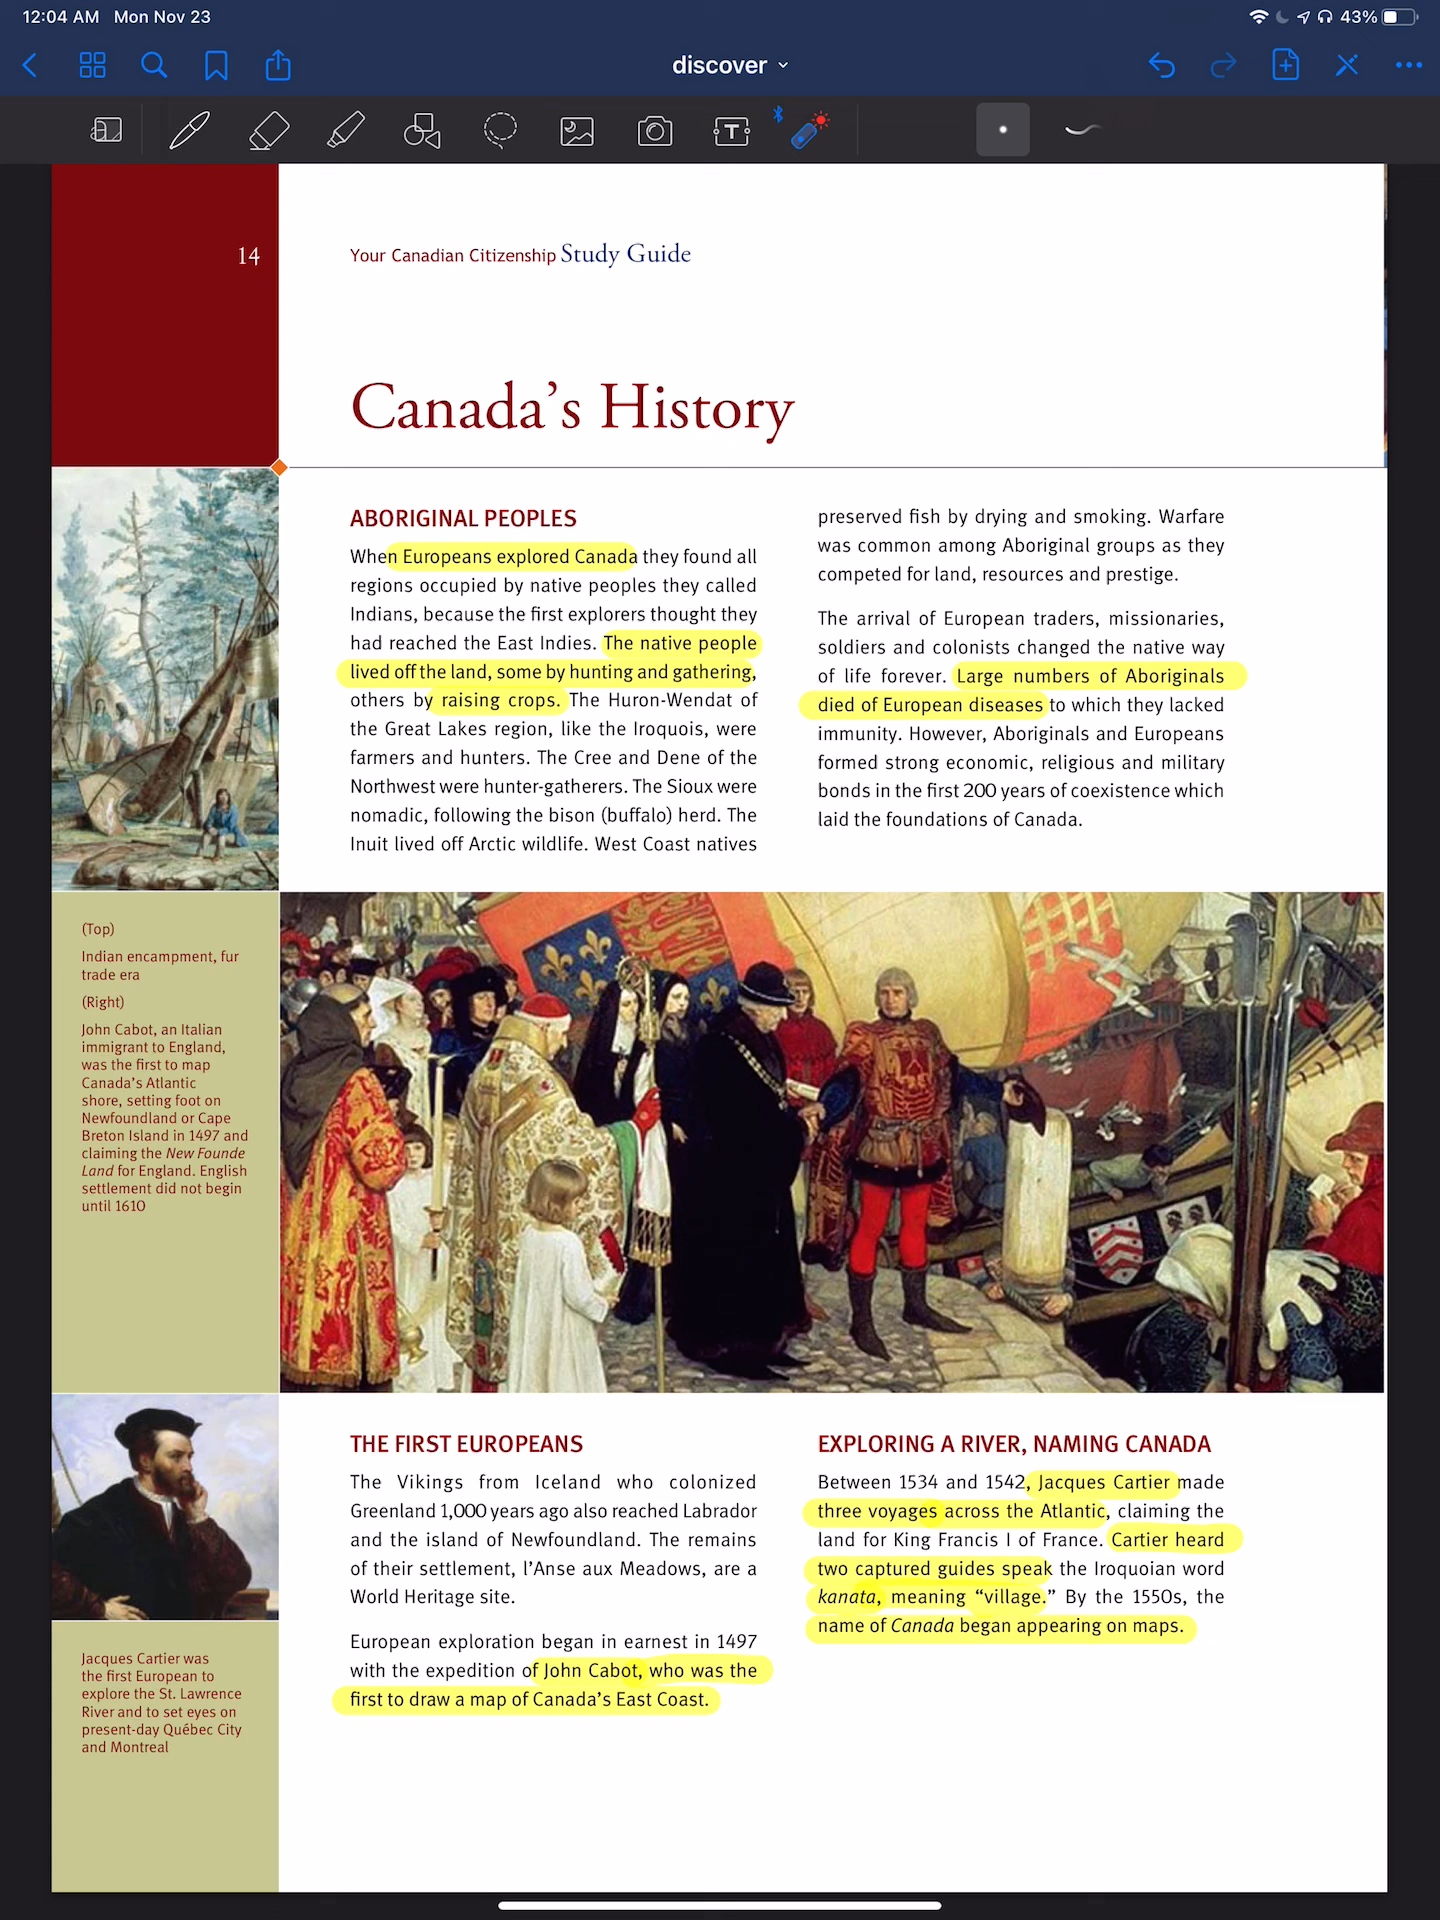 12:04 AM Mon Nov 23
43%
discover
T
14
Your Canadian Citizenship Study Guide
Canada's History
ABORIGINAL PEOPLES
When Europeans explored Canada they found all
regions occupied by native peoples they called
Indians, because the first explorers thought they
had reached the East Indies. The native people
lived off the land, some by hunting and gathering,
others by raising crops. The Huron-Wendat of
the Great Lakes region, like the Iroquois, were
farmers and hunters. The Cree and Dene of the
Northwest were hunter-gatherers. The Sioux were
nomadic, following the bison (buffalo) herd. The
Inuit lived off Arctic wildlife. West Coast natives
preserved fish by drying and smoking. Warfare
was common among Aboriginal groups as they
competed for land, resources and prestige.
The arrival of European traders, missionaries,
soldiers and colonists changed the native way
of life forever. Large numbers of Aboriginals
died of European diseases to which they lacked
immunity. However, Aboriginals and Europeans
formed strong economic, religious and military
bonds in the first 200 years of coexistence which
laid the foundations of Canada.
(Top)
Indian encampment, fur
trade era
(Right)
John Cabot, an Italian
immigrant to England,
was the first to map
Canada's Atlantic
shore, setting foot on
Newfoundland or Cape
Breton Island in 1497 and
claiming the New Founde
Land for England. English
settlement did not begin
until 1610
THE FIRST EUROPEANS
The Vikings from Iceland who colonized
Greenland 1,000 years ago also reached Labrador
and the island of Newfoundland. The remains
of their settlement, l'Anse aux Meadows, are a
World Heritage site.
European exploration began in earnest in 1497
with the expedition of John Cabot, who was the
first to draw a map of Canada's East Coast.
EXPLORING A RIVER, NAMING CANADA
Between 1534 and 1542, Jacques Cartier made
three voyages across the Atlantic, claiming the
land for King Francis I of France. Cartier heard
two captured guides speak the Iroquoian word
kanata, meaning "village." By the 1550s, the
name of Canada began appearing on maps.
Jacques Cartier was
the first European to
explore the St. Lawrence
River and to set eyes on
present-day Québec City
and Montreal